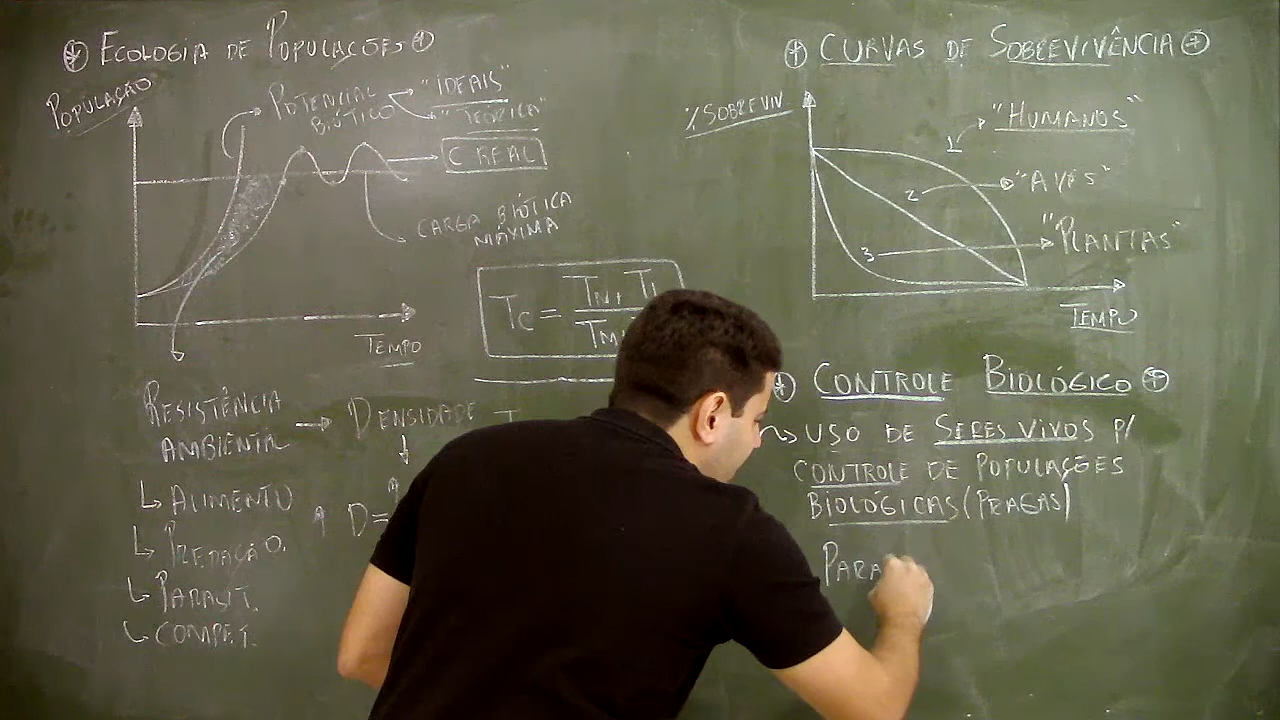 * ECOLOGIA DE POPULAÇÕES *
POPULAÇÃO
POTENCIAL
BIÓTICO
"IDEAIS"
"TEÓRICA"
C REAL
CARGA BIÓTICA
MÁXIMA
TEMPO
TC =
RESISTÊNCIA
AMBIENTAL → DENSIDADE
↳ ALIMENTO
↳ PREDAÇÃO.
↳ PARASIT.
↳ COMPET.
↑ D=
* CURVAS DE SOBREVIVÊNCIA *
% SOBREVIV.
1
"HUMANOS"
2
"AVES"
3
"PLANTAS"
TEMPO
* CONTROLE BIOLÓGICO *
USO DE SERES VIVOS P/
CONTROLE DE POPULAÇÕES
BIOLÓGICAS (PRAGAS)
PARA